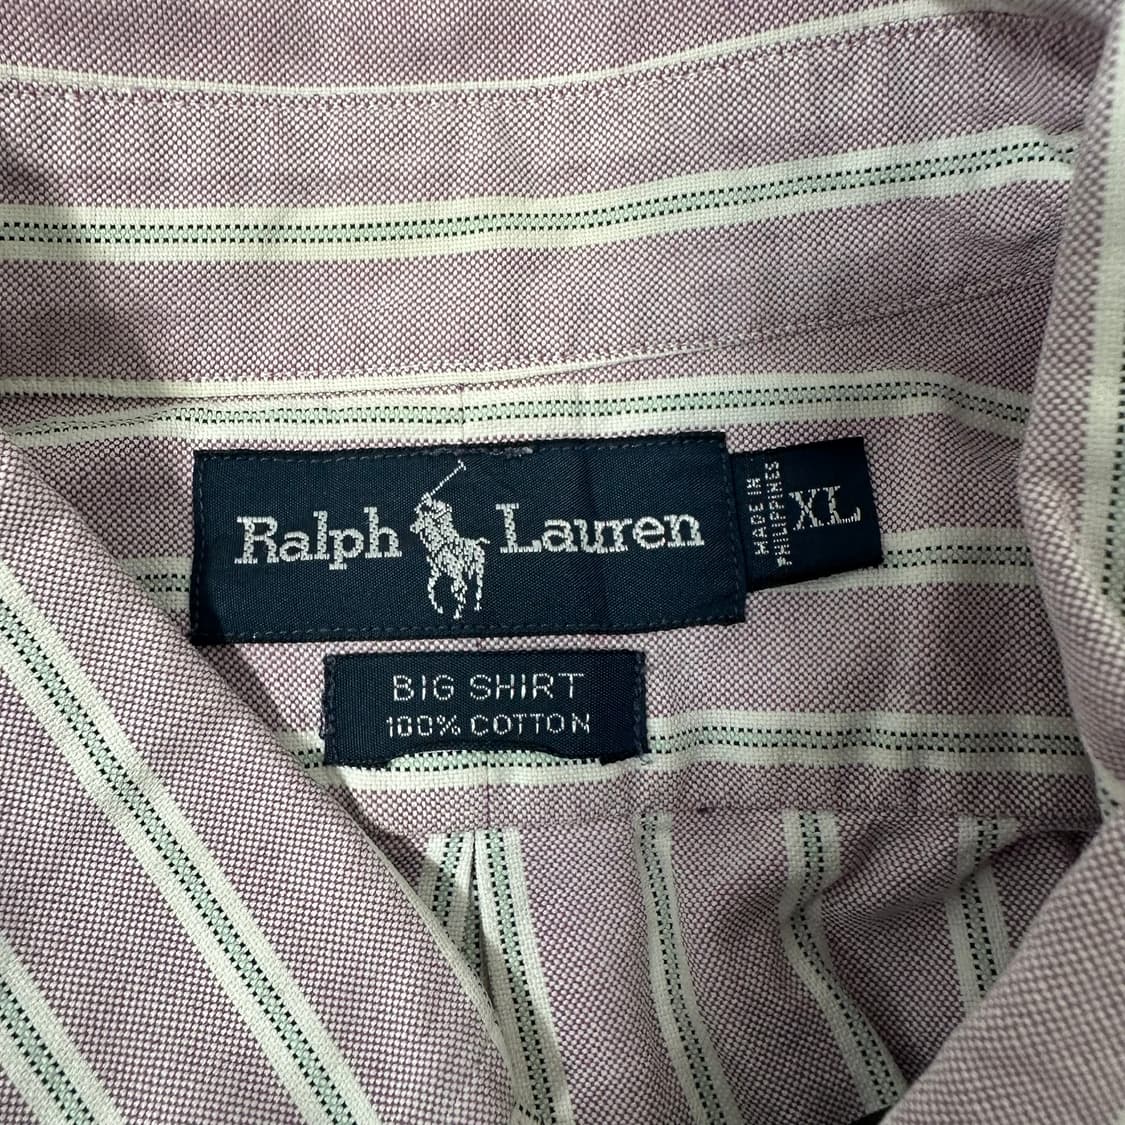 Ralph Lauren
MADE IN
PHILIPPINES
XL
BIG SHIRT
100% COTTON